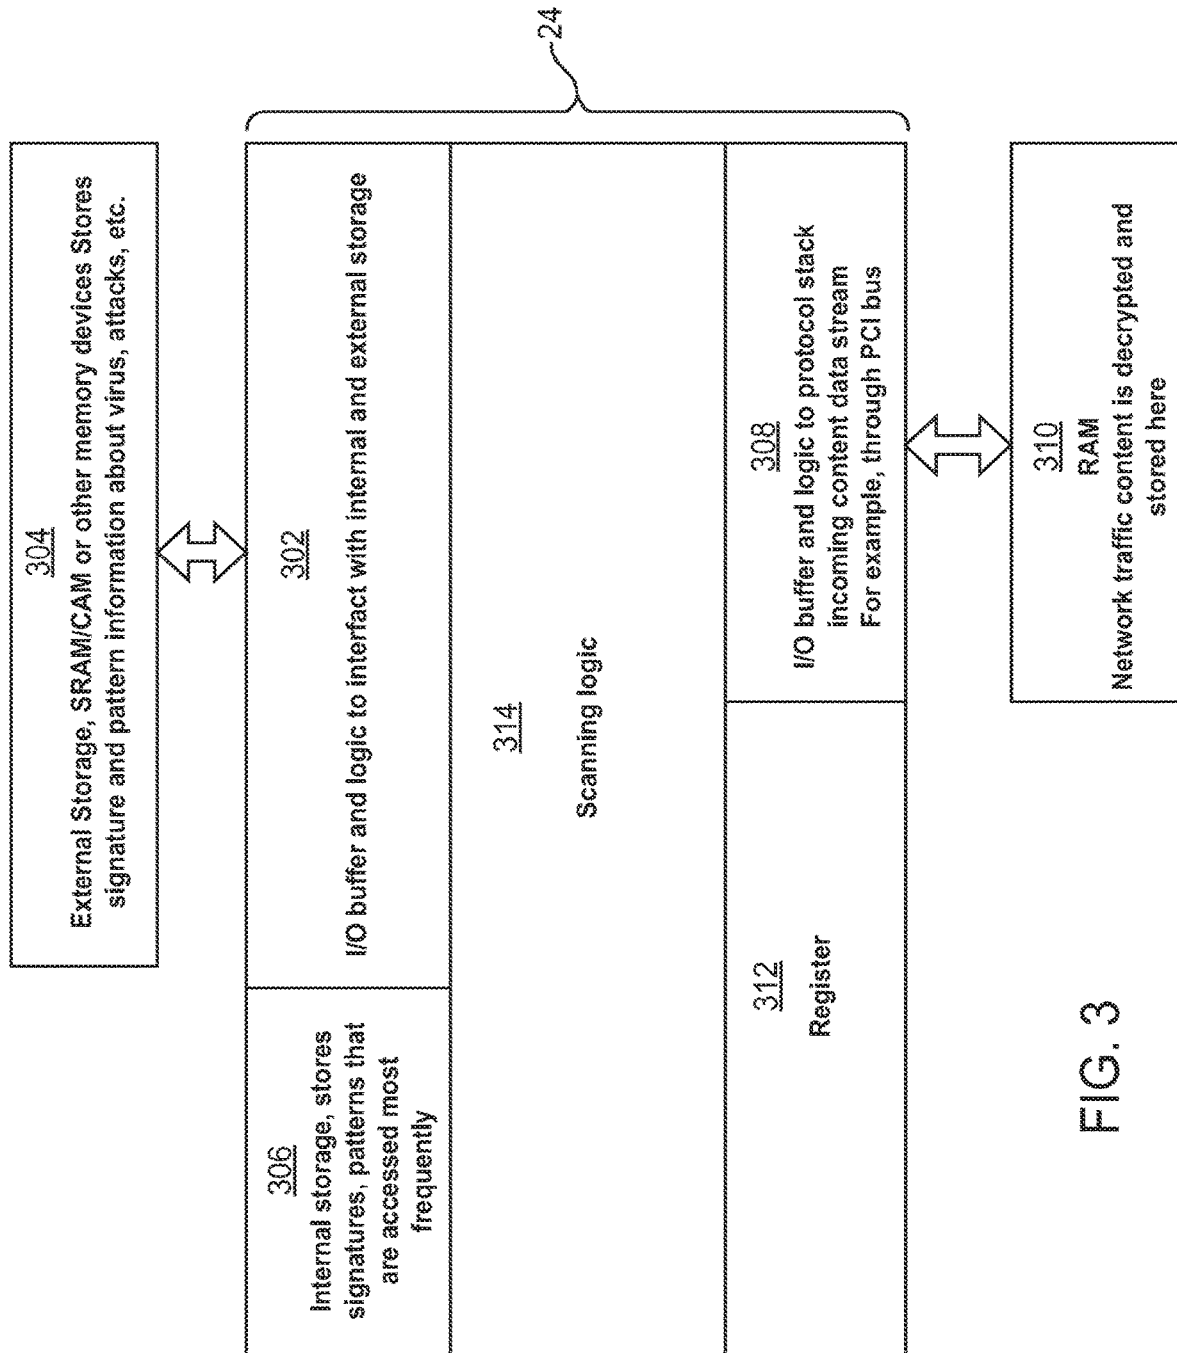 304
External Storage, SRAM/CAM or other memory devices Stores
signature and pattern information about virus, attacks, etc.
306
Internal storage, stores
signatures, patterns that
are accessed most
frequently
302
I/O buffer and logic to interfact with internal and external storage
24
314
Scanning logic
312
Register
308
I/O buffer and logic to protocol stack
incoming content data stream
For example, through PCI bus
310
RAM
Network traffic content is decrypted and
stored here
FIG. 3